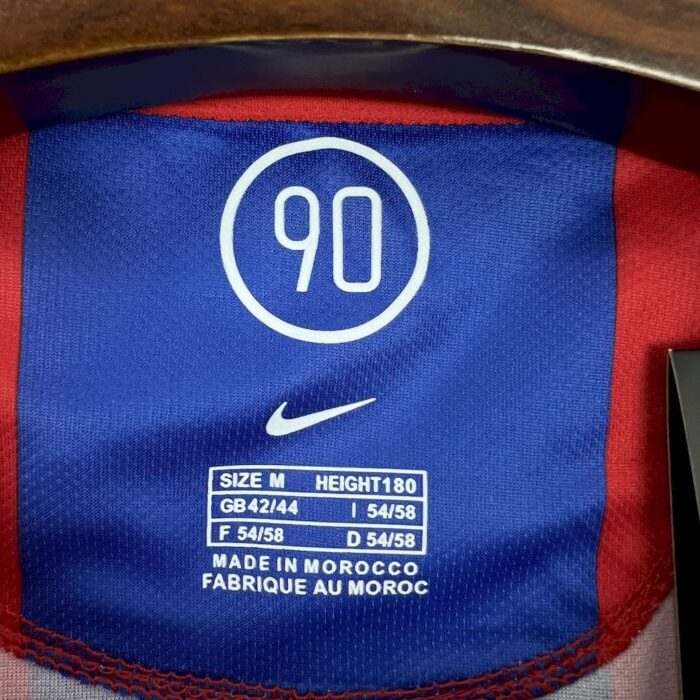 90
SIZE M HEIGHT180
GB42/44 I 54/58
F 54/58 D 54/58
MADE IN MOROCCO
FABRIQUE AU MOROC